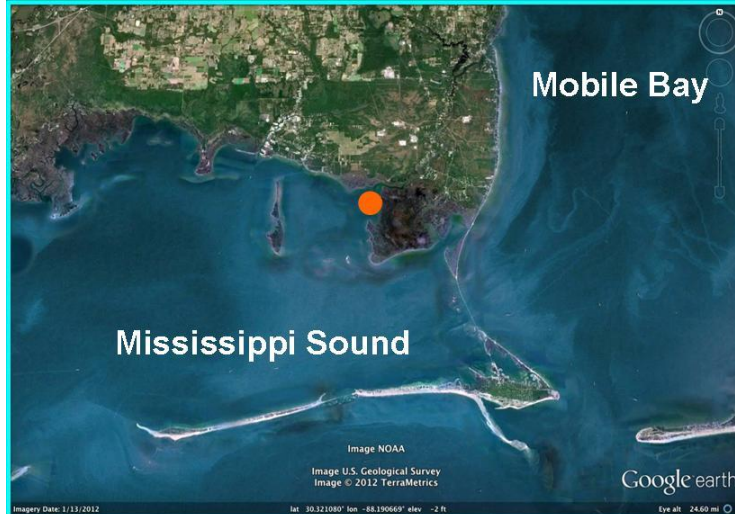 N
Mobile Bay
Mississippi Sound
Image NOAA
Image U.S. Geological Survey
Image © 2012 TerraMetrics
Google earth
Imagery Date: 1/13/2012 lat 30.321080° lon -88.190669° elev -2 ft Eye alt 24.60 mi